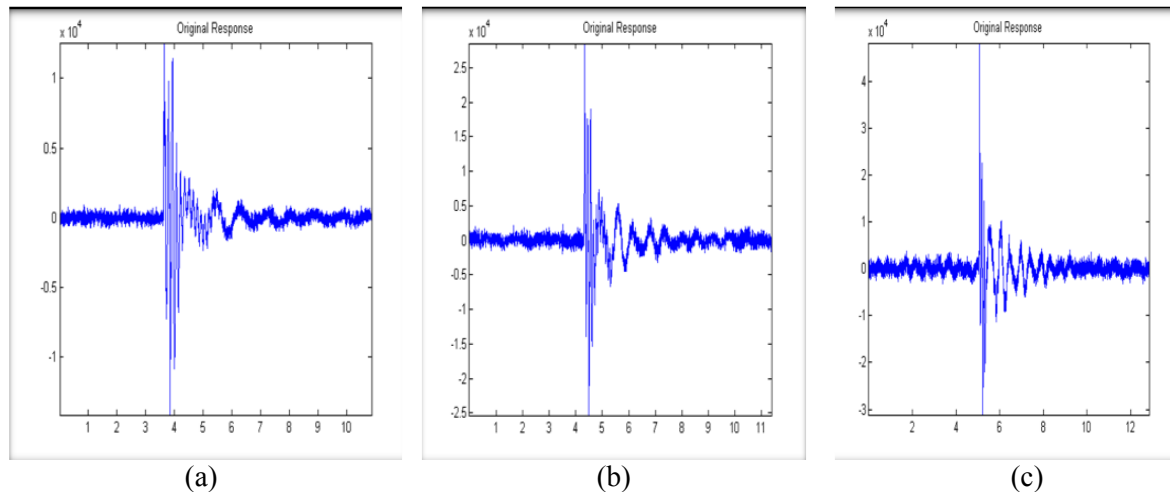 Original Response
x 10^4
1
0.5
0
-0.5
-1
1 2 3 4 5 6 7 8 9 10
(a)
Original Response
x 10^4
2.5
2
1.5
1
0.5
0
-0.5
-1
-1.5
-2
-2.5
1 2 3 4 5 6 7 8 9 10 11
(b)
Original Response
x 10^4
4
3
2
1
0
-1
-2
-3
2 4 6 8 10 12
(c)